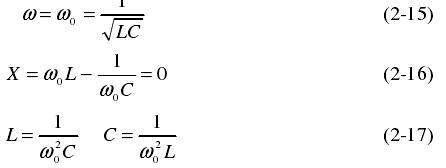 ω = ω₀ = 1/√(LC) (2-15)
X = ω₀L − 1/(ω₀C) = 0 (2-16)
L = 1/(ω₀²C) C = 1/(ω₀²L) (2-17)